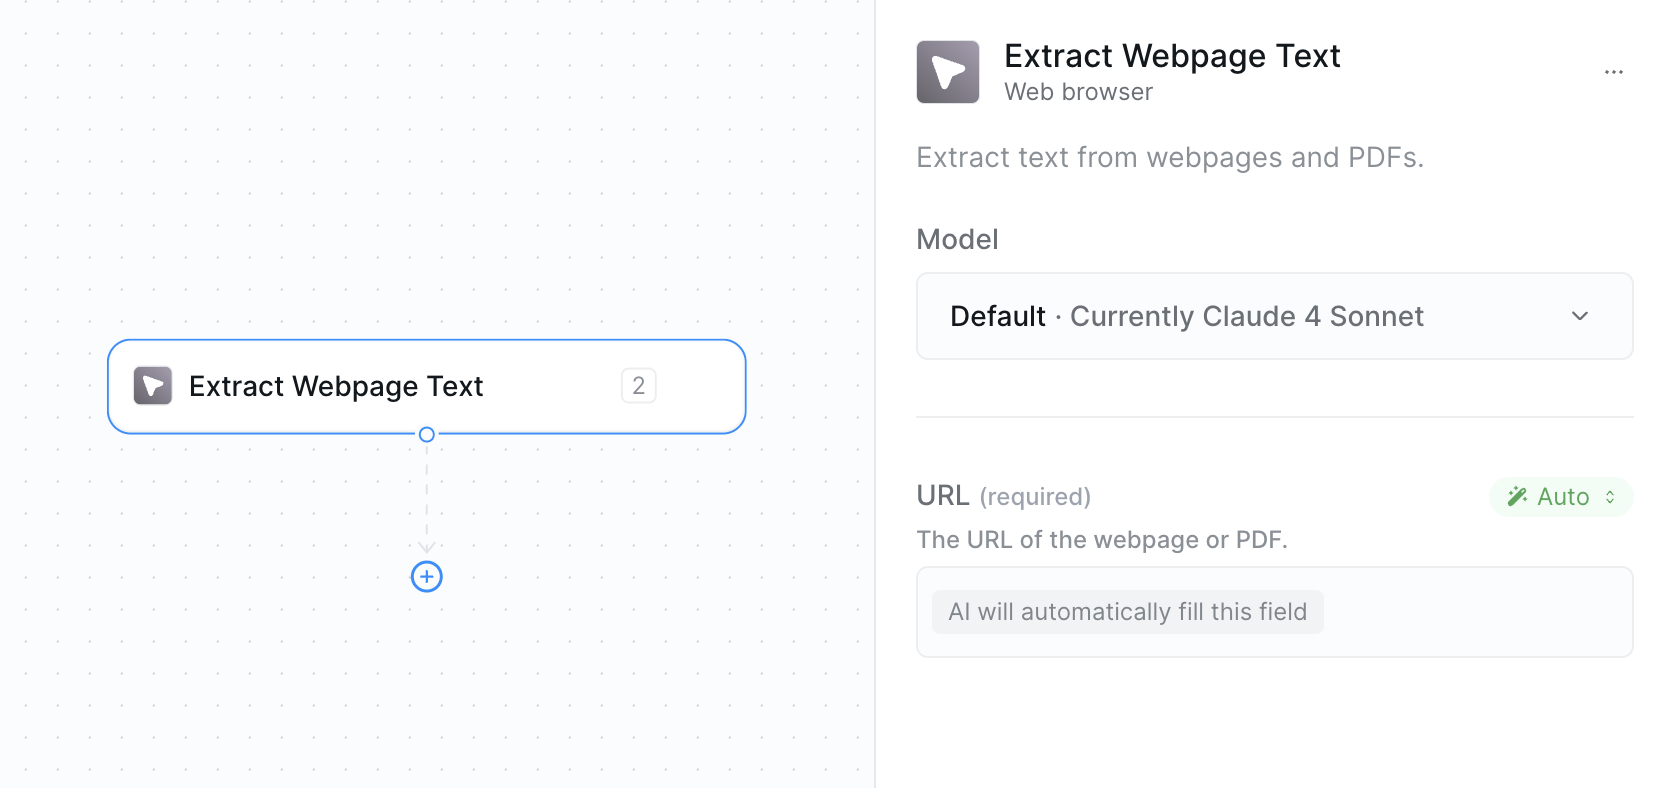 Extract Webpage Text
2
Extract Webpage Text
Web browser
Extract text from webpages and PDFs.
Model
Default · Currently Claude 4 Sonnet
URL (required)
Auto
The URL of the webpage or PDF.
AI will automatically fill this field